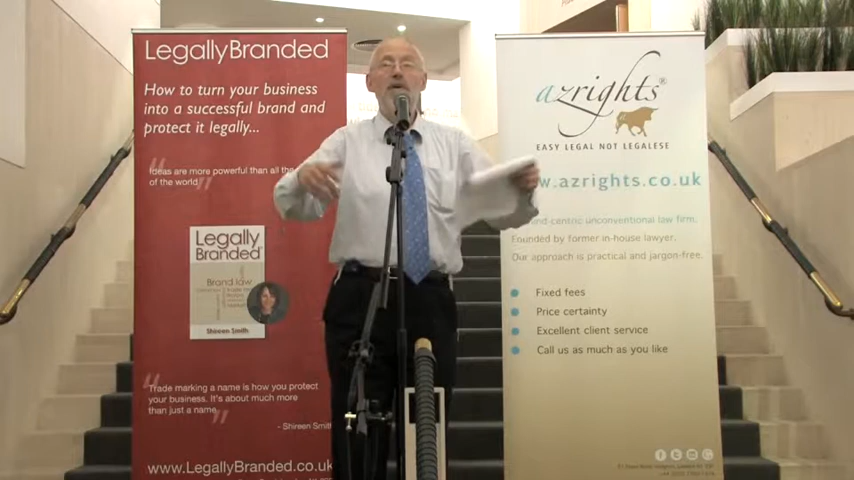 LegallyBranded
How to turn your business
into a successful brand and
protect it legally....
Ideas are more powerful than all the
of the world
Legally
Branded
Brand law
Shireen Smith
Trade marking a name is how you protect
your business. It's about much more
than just a name.
- Shireen Smith
www.LegallyBranded.co.uk
azrights®
EASY LEGAL NOT LEGALESE
.azrights.co.uk
unconventional law firm.
Founded by former in-house lawyer.
Our approach is practical and jargon-free.
Fixed fees
Price certainty
Excellent client service
Call us as much as you like